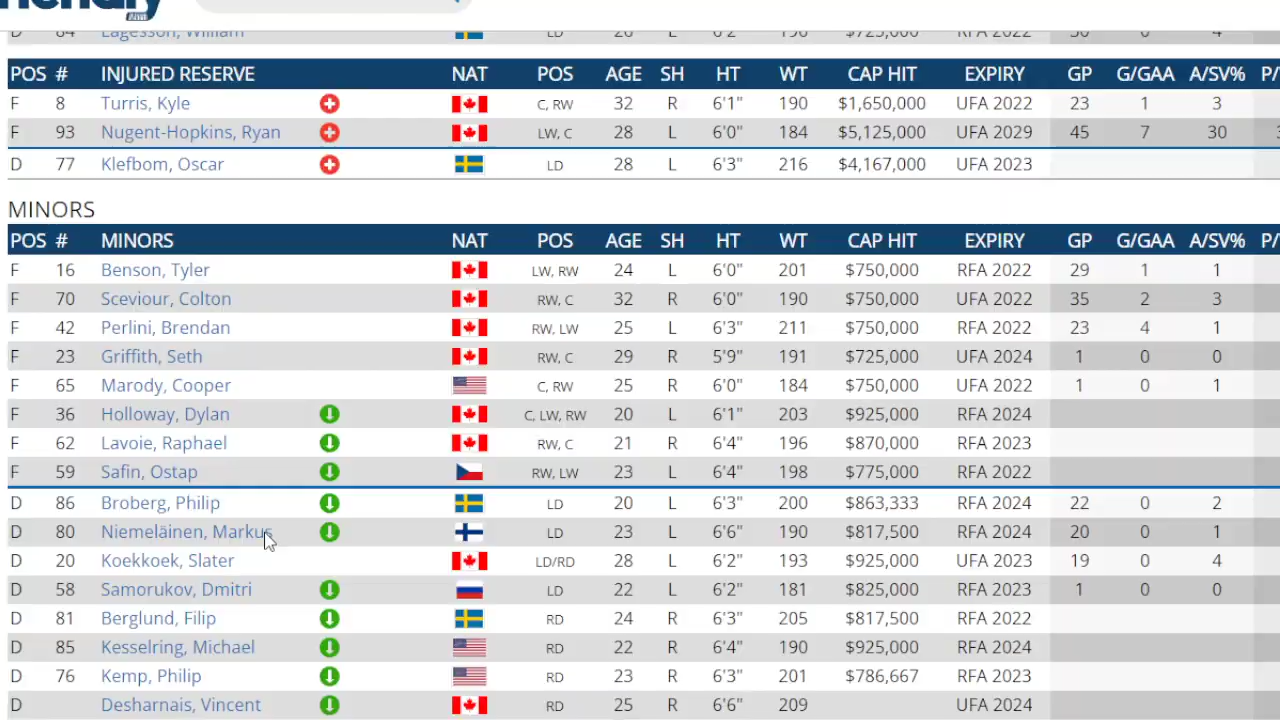 D 84 Lagesson, William LD 26 L 6'2" 196 $725,000 RFA 2022 30 0 4
POS # INJURED RESERVE NAT POS AGE SH HT WT CAP HIT EXPIRY GP G/GAA A/SV%
F 8 Turris, Kyle C, RW 32 R 6'1" 190 $1,650,000 UFA 2022 23 1 3
F 93 Nugent-Hopkins, Ryan LW, C 28 L 6'0" 184 $5,125,000 UFA 2029 45 7 30
D 77 Klefbom, Oscar LD 28 L 6'3" 216 $4,167,000 UFA 2023
MINORS
POS # MINORS NAT POS AGE SH HT WT CAP HIT EXPIRY GP G/GAA A/SV%
F 16 Benson, Tyler LW, RW 24 L 6'0" 201 $750,000 RFA 2022 29 1 1
F 70 Sceviour, Colton RW, C 32 R 6'0" 190 $750,000 UFA 2022 35 2 3
F 42 Perlini, Brendan RW, LW 25 L 6'3" 211 $750,000 RFA 2022 23 4 1
F 23 Griffith, Seth RW, C 29 R 5'9" 191 $725,000 UFA 2024 1 0 0
F 65 Marody, Cooper C, RW 25 R 6'0" 184 $750,000 UFA 2022 1 0 1
F 36 Holloway, Dylan C, LW, RW 20 L 6'1" 203 $925,000 RFA 2024
F 62 Lavoie, Raphael RW, C 21 R 6'4" 196 $870,000 RFA 2023
F 59 Safin, Ostap RW, LW 23 L 6'4" 198 $775,000 RFA 2022
D 86 Broberg, Philip LD 20 L 6'3" 200 $863,333 RFA 2024 22 0 2
D 80 Niemeläinen, Markus LD 23 L 6'6" 190 $817,500 RFA 2024 20 0 1
D 20 Koekkoek, Slater LD/RD 28 L 6'2" 193 $925,000 UFA 2023 19 0 4
D 58 Samorukov, Dmitri LD 22 L 6'2" 181 $825,000 RFA 2023 1 0 0
D 81 Berglund, Filip RD 24 R 6'3" 205 $817,500 RFA 2022
D 85 Kesselring, Michael RD 22 R 6'4" 190 $925,000 RFA 2024
D 76 Kemp, Philip RD 23 R 6'3" 201 $786,667 RFA 2023
D Desharnais, Vincent RD 25 R 6'6" 209 UFA 2024